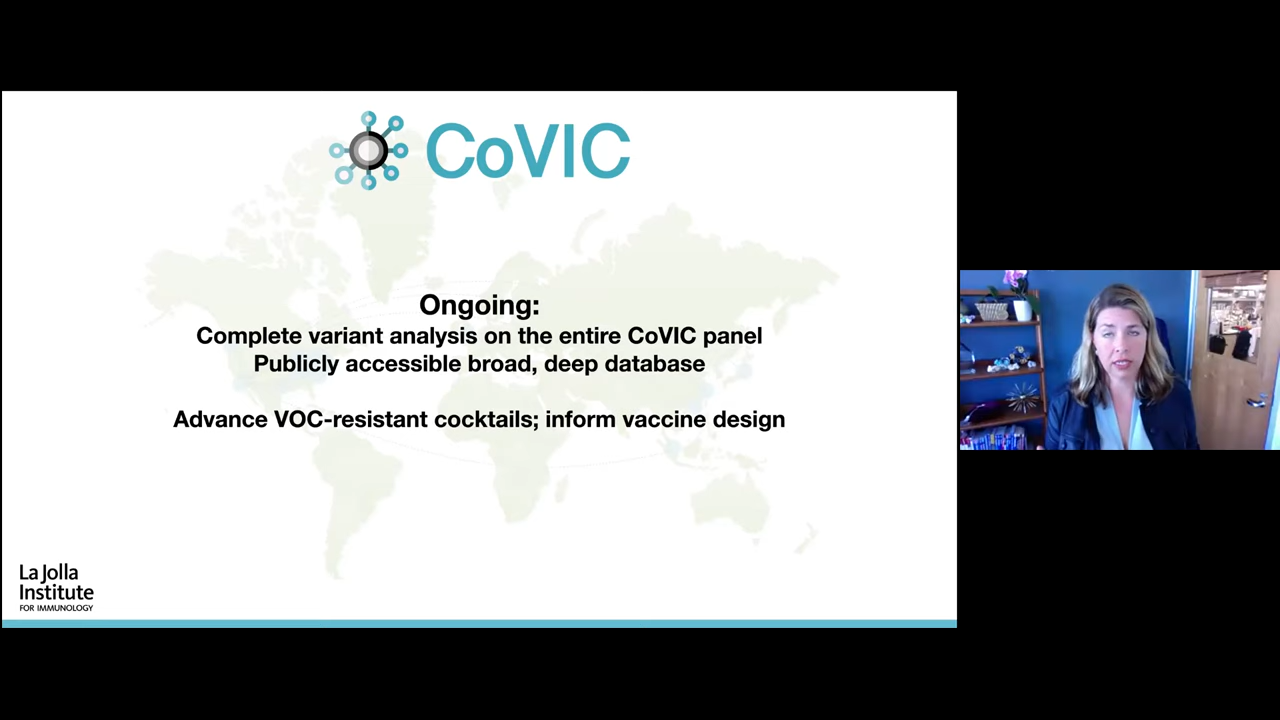 CoVIC
Ongoing:
Complete variant analysis on the entire CoVIC panel
Publicly accessible broad, deep database
Advance VOC-resistant cocktails; inform vaccine design
La Jolla
Institute
FOR IMMUNOLOGY